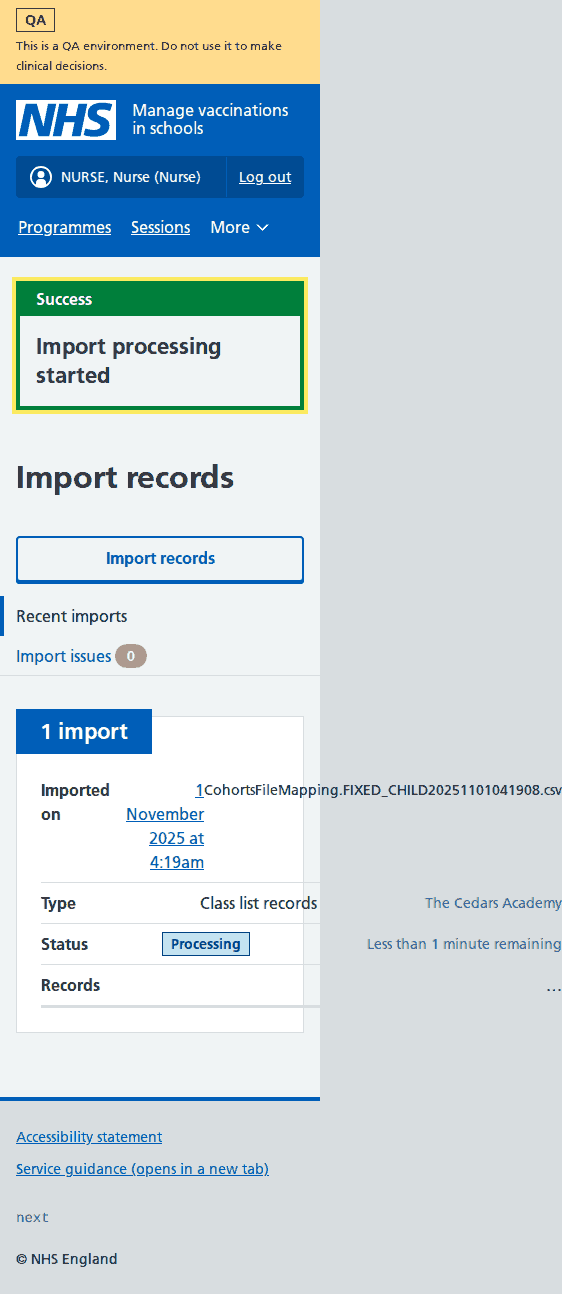 QA
This is a QA environment. Do not use it to make
clinical decisions.
NHS
Manage vaccinations
in schools
NURSE, Nurse (Nurse)
Log out
Programmes
Sessions
More
Success
Import processing
started
Import records
Import records
Recent imports
Import issues 0
1 import
Imported
on
1
November
2025 at
4:19am
CohortsFileMapping.FIXED_CHILD20251101041908.csv
Type
Class list records
The Cedars Academy
Status
Processing
Less than 1 minute remaining
Records
…
Accessibility statement
Service guidance (opens in a new tab)
next
© NHS England